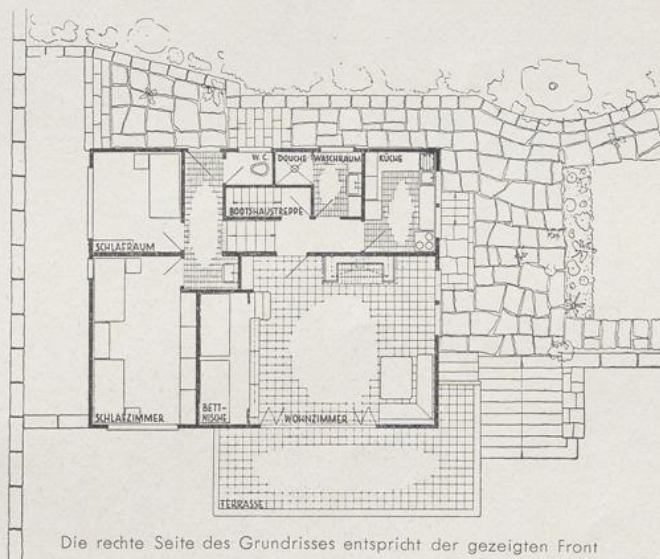 W.C.
DOUCHE
WASCHRAUM
KÜCHE
BOOTSHAUSTREPPE
SCHLAFRAUM
SCHLAFZIMMER
BETT-
NISCHE
WOHNZIMMER
TERRASSE
Die rechte Seite des Grundrisses entspricht der gezeigten Front